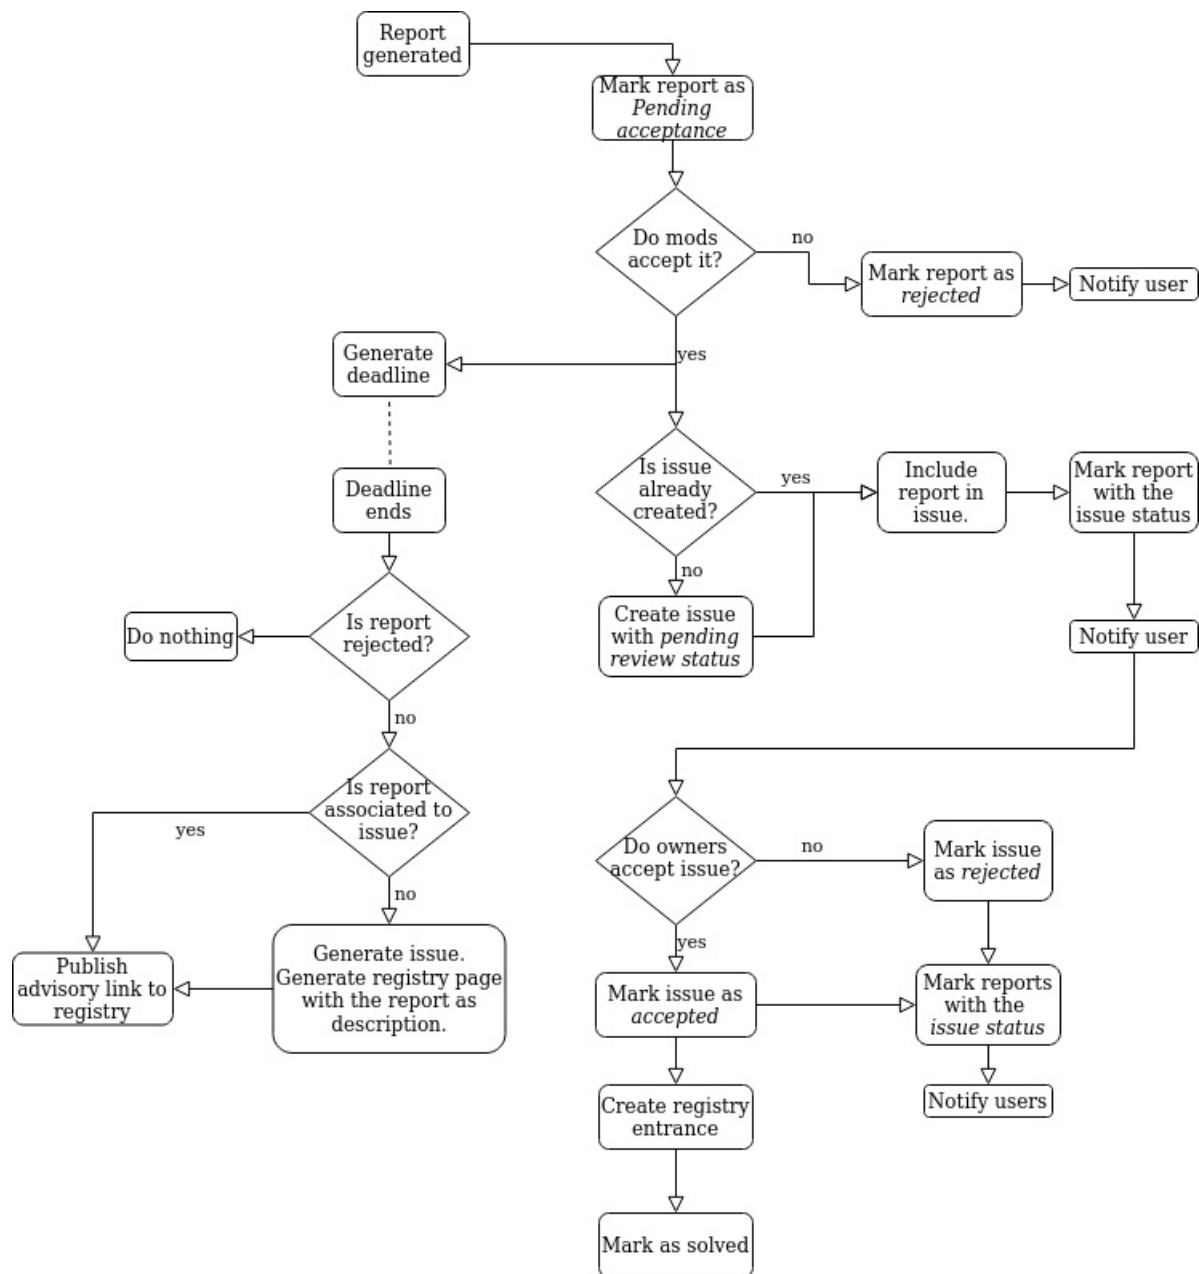 Report
generated
Mark report as
Pending
acceptance
Do mods
accept it?
no
Mark report as
rejected
Notify user
yes
Generate
deadline
Deadline
ends
Is issue
already
created?
yes
Include
report in
issue.
Mark report
with the
issue status
no
Create issue
with pending
review status
Notify user
Is report
rejected?
Do nothing
no
Is report
associated to
issue?
yes
no
Generate issue.
Generate registry page
with the report as
description.
Publish
advisory link to
registry
Do owners
accept issue?
no
Mark issue
as rejected
yes
Mark issue as
accepted
Mark reports
with the
issue status
Notify users
Create registry
entrance
Mark as solved